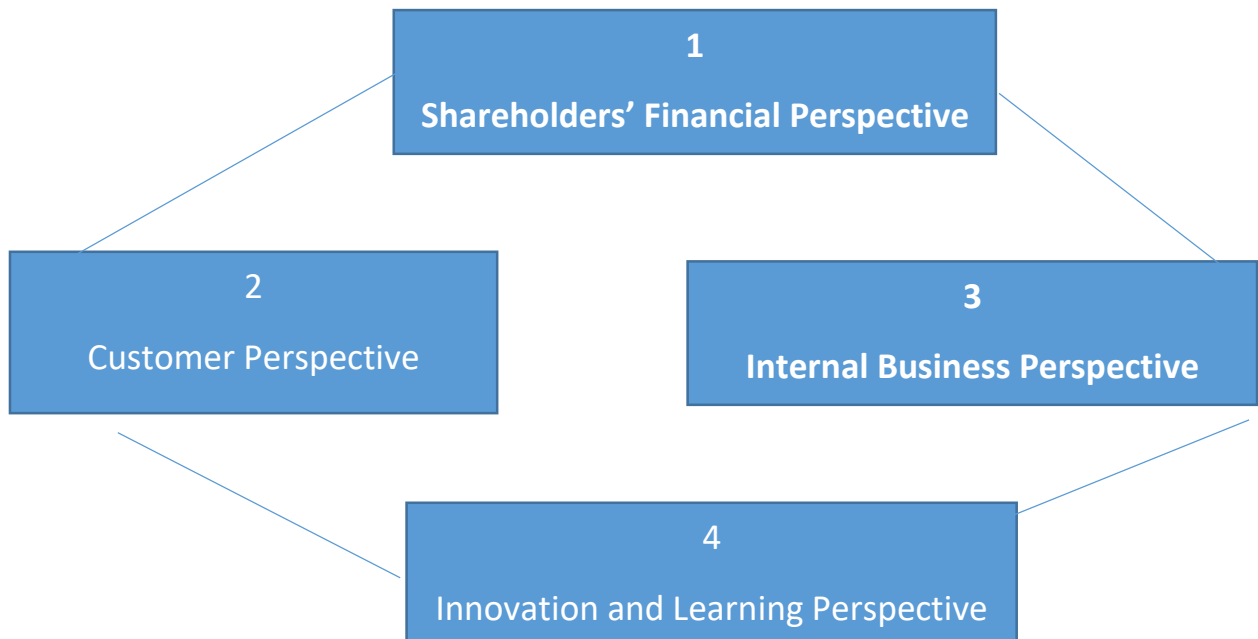 1
Shareholders’ Financial Perspective
2
Customer Perspective
3
Internal Business Perspective
4
Innovation and Learning Perspective